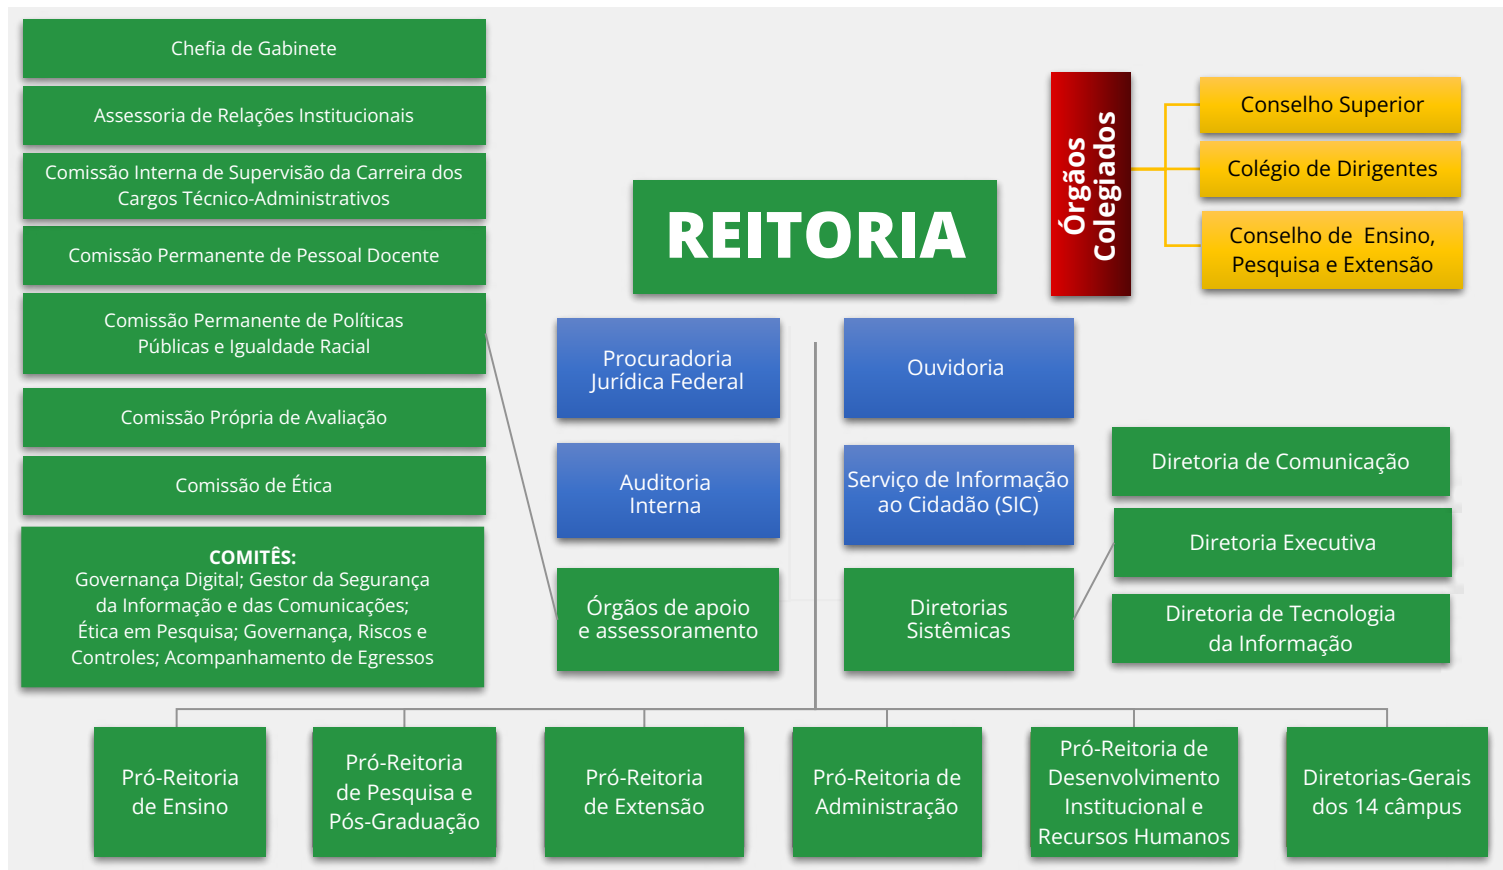 Chefia de Gabinete
Assessoria de Relações Institucionais
Comissão Interna de Supervisão da Carreira dos
Cargos Técnico-Administrativos
Comissão Permanente de Pessoal Docente
Comissão Permanente de Políticas
Públicas e Igualdade Racial
Comissão Própria de Avaliação
Comissão de Ética
COMITÊS:
Governança Digital; Gestor da Segurança
da Informação e das Comunicações;
Ética em Pesquisa; Governança, Riscos e
Controles; Acompanhamento de Egressos
REITORIA
Órgãos
Colegiados
Conselho Superior
Colégio de Dirigentes
Conselho de  Ensino,
Pesquisa e Extensão
Procuradoria
Jurídica Federal
Ouvidoria
Auditoria
Interna
Serviço de Informação
ao Cidadão (SIC)
Órgãos de apoio
e assessoramento
Diretorias
Sistêmicas
Diretoria de Comunicação
Diretoria Executiva
Diretoria de Tecnologia
da Informação
Pró-Reitoria
de Ensino
Pró-Reitoria
de Pesquisa e
Pós-Graduação
Pró-Reitoria
de Extensão
Pró-Reitoria de
Administração
Pró-Reitoria de
Desenvolvimento
Institucional e
Recursos Humanos
Diretorias-Gerais
dos 14 câmpus